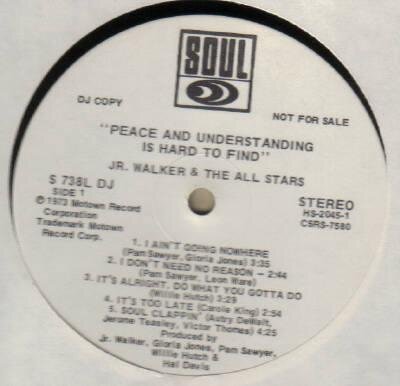 SOUL
DJ COPY
NOT FOR SALE
"PEACE AND UNDERSTANDING
IS HARD TO FIND"
JR. WALKER & THE ALL STARS
S 738L DJ
SIDE 1
℗ 1973 Motown Record
Corporation
Trademark Motown
Record Corp.
STEREO
HS-2045-1
CSRS-7580
1. I AIN'T GOING NOWHERE
(Pam Sawyer, Gloria Jones) 3:35
2. I DON'T NEED NO REASON - 2:44
(Pam Sawyer, Leon Ware)
3. IT'S ALRIGHT, DO WHAT YOU GOTTA DO
(Willie Hutch) 3:29
4. IT'S TOO LATE (Carole King) 2:54
5. SOUL CLAPPIN' (Autry DeWalt,
Jerome Teasley, Victor Thomas) 4:25
Produced by
Jr. Walker, Gloria Jones, Pam Sawyer,
Willie Hutch &
Hal Davis